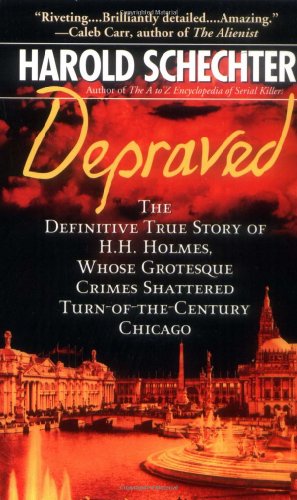 "Riveting....Brilliantly detailed....Amazing."
—Caleb Carr, author of The Alienist
HAROLD SCHECHTER
Author of The A to Z Encyclopedia of Serial Killers
Depraved
THE
DEFINITIVE TRUE STORY OF
H.H. HOLMES,
WHOSE GROTESQUE
CRIMES SHATTERED
TURN-OF-THE-CENTURY
CHICAGO